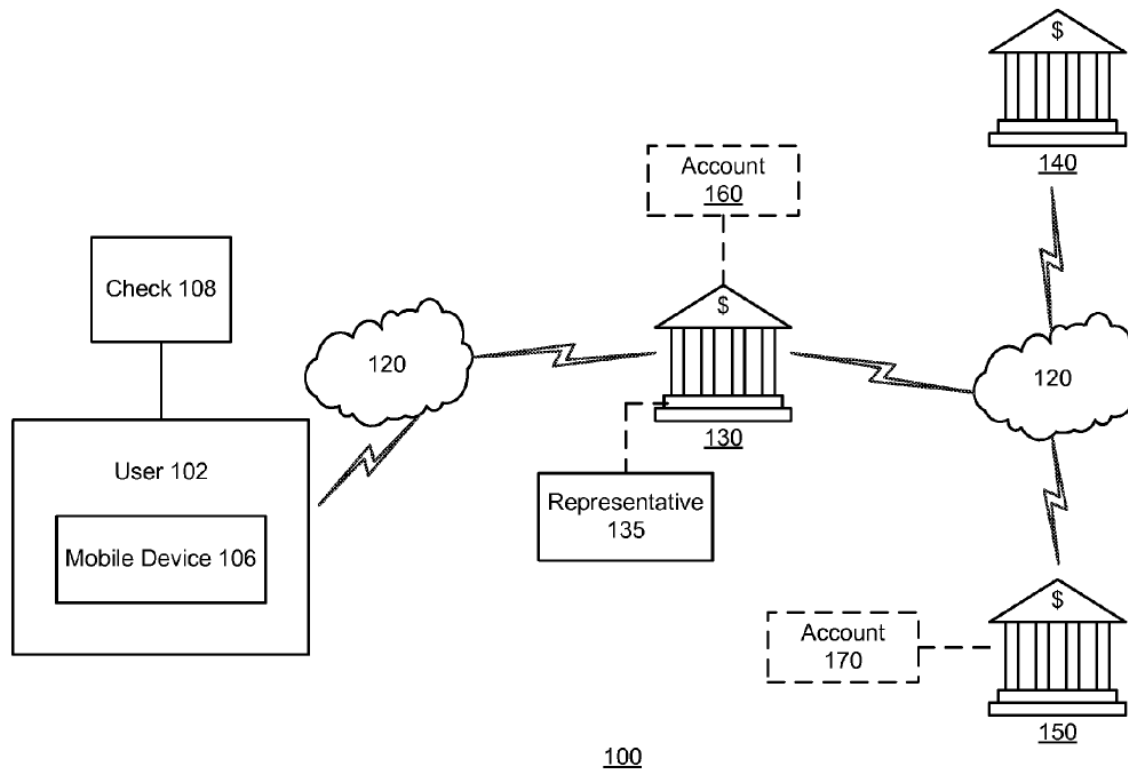 $
140
Account
160
Check 108
$
120
120
130
User 102
Representative
135
Mobile Device 106
$
Account
170
150
100